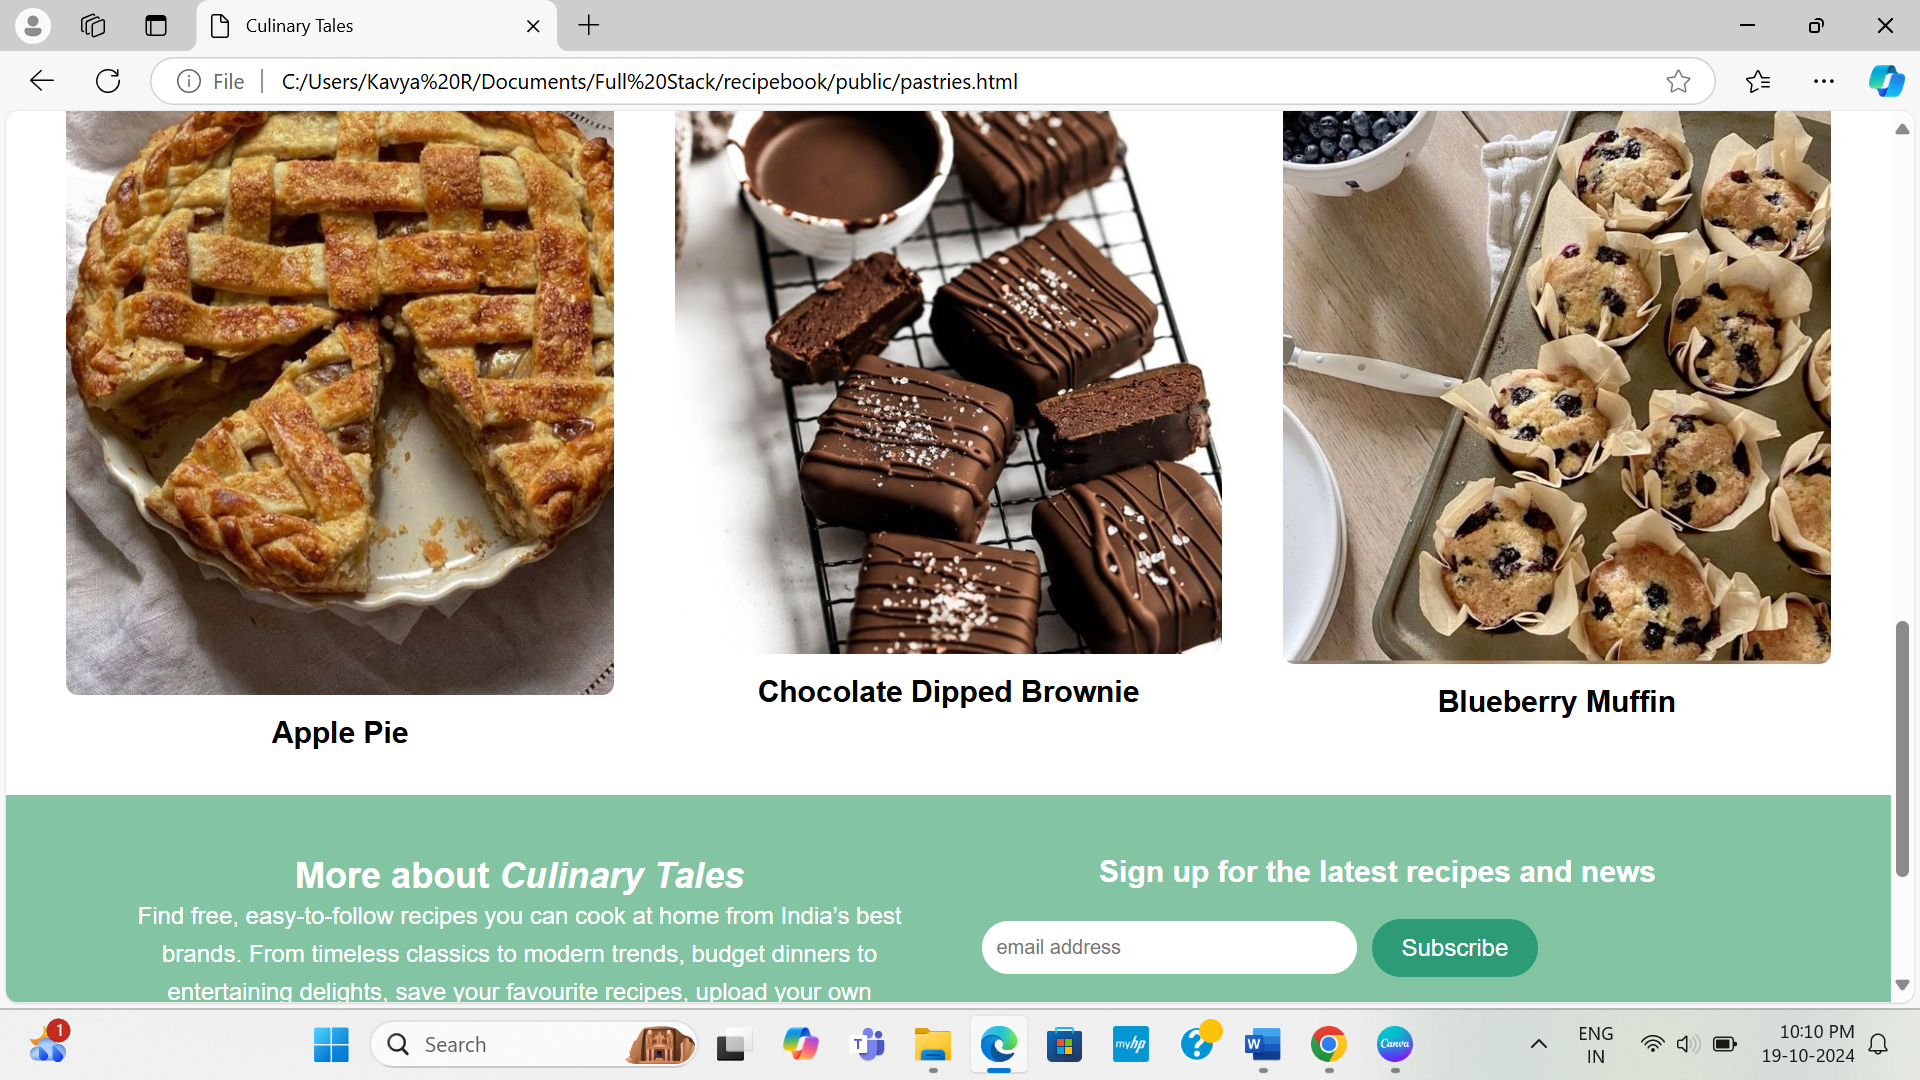 Culinary Tales
File
C:/Users/Kavya%20R/Documents/Full%20Stack/recipebook/public/pastries.html
Apple Pie
Chocolate Dipped Brownie
Blueberry Muffin
More about Culinary Tales
Find free, easy-to-follow recipes you can cook at home from India’s best
brands. From timeless classics to modern trends, budget dinners to
entertaining delights, save your favourite recipes, upload your own
Sign up for the latest recipes and news
email address
Subscribe
1
Search
T
myhp
?
W
Canva
ENG
IN
10:10 PM
19-10-2024